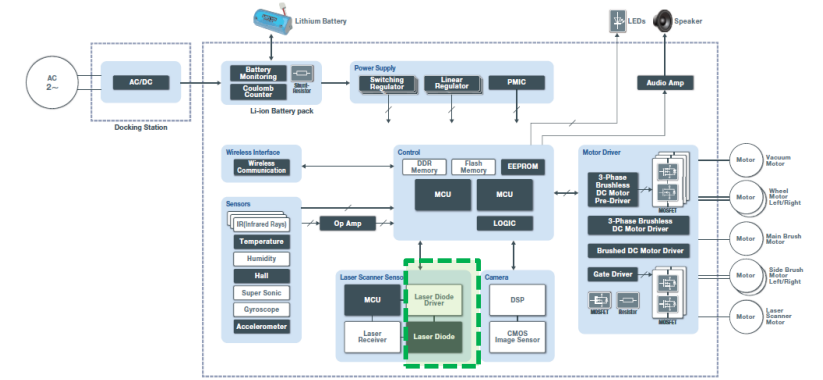 Lithium Battery
LEDs
Speaker
AC
2~
AC/DC
Docking Station
Battery
Monitoring
Coulomb
Counter
Shunt-
Resistor
Li-ion Battery pack
Power Supply
Switching
Regulator
Linear
Regulator
PMIC
Audio Amp
Wireless Interface
Wireless
Communication
Control
DDR
Memory
Flash
Memory
EEPROM
MCU
MCU
LOGIC
Motor Driver
3-Phase
Brushless
DC Motor
Pre-Driver
MOSFET
3-Phase Brushless
DC Motor Driver
Brushed DC Motor Driver
Gate Driver
MOSFET
Resistor
MOSFET
Motor
Vacuum
Motor
Motor
Wheel
Motor
Left/Right
Motor
Main Brush
Motor
Motor
Side Brush
Motor
Left/Right
Motor
Laser
Scanner
Motor
Sensors
IR(Infrared Rays)
Temperature
Humidity
Hall
Super Sonic
Gyroscope
Accelerometor
Op Amp
Laser Scanner Sensor
MCU
Laser Diode
Driver
Laser
Receiver
Laser Diode
Camera
DSP
CMOS
Image Sensor